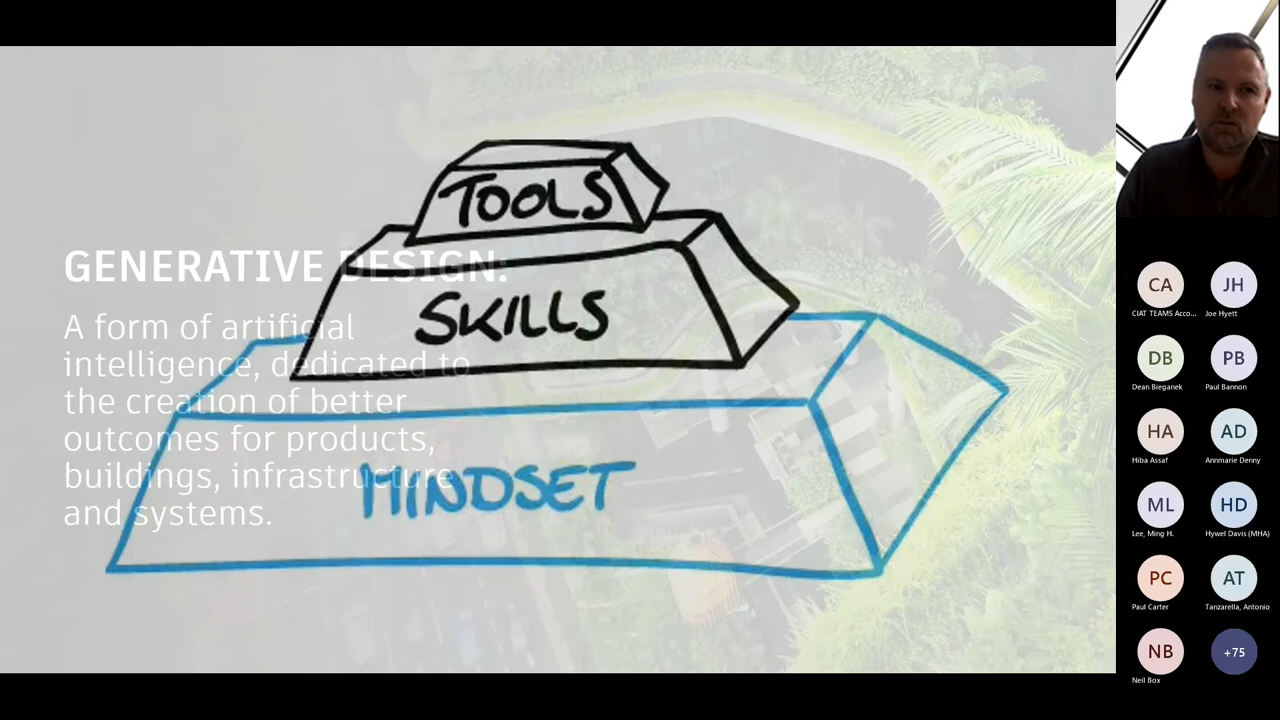 TOOLS
SKILLS
MINDSET
GENERATIVE DESIGN:
A form of artificial
intelligence, dedicated to
the creation of better
outcomes for products,
buildings, infrastructure
and systems.
CA
CIAT TEAMS Acco...
JH
Joe Hyett
DB
Dean Bieganek
PB
Paul Bannon
HA
Hiba Assaf
AD
Annmarie Denny
ML
Lee, Ming H.
HD
Hywel Davis (MHA)
PC
Paul Carter
AT
Tanzarella, Antonio
NB
Neil Box
+75